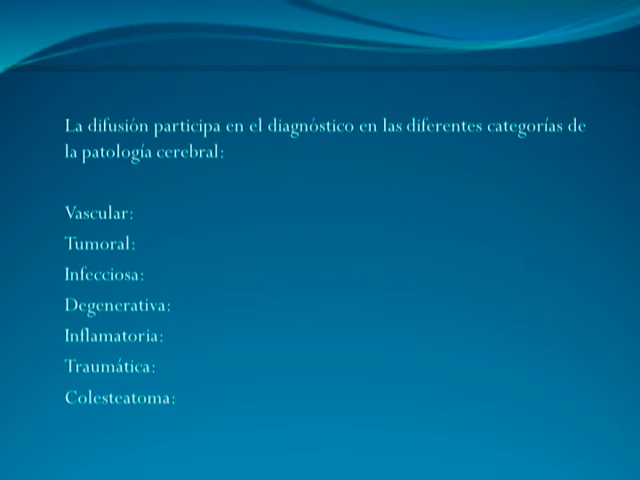 La difusión participa en el diagnóstico en las diferentes categorías de
la patología cerebral:
Vascular:
Tumoral:
Infecciosa:
Degenerativa:
Inflamatoria:
Traumática:
Colesteatoma: